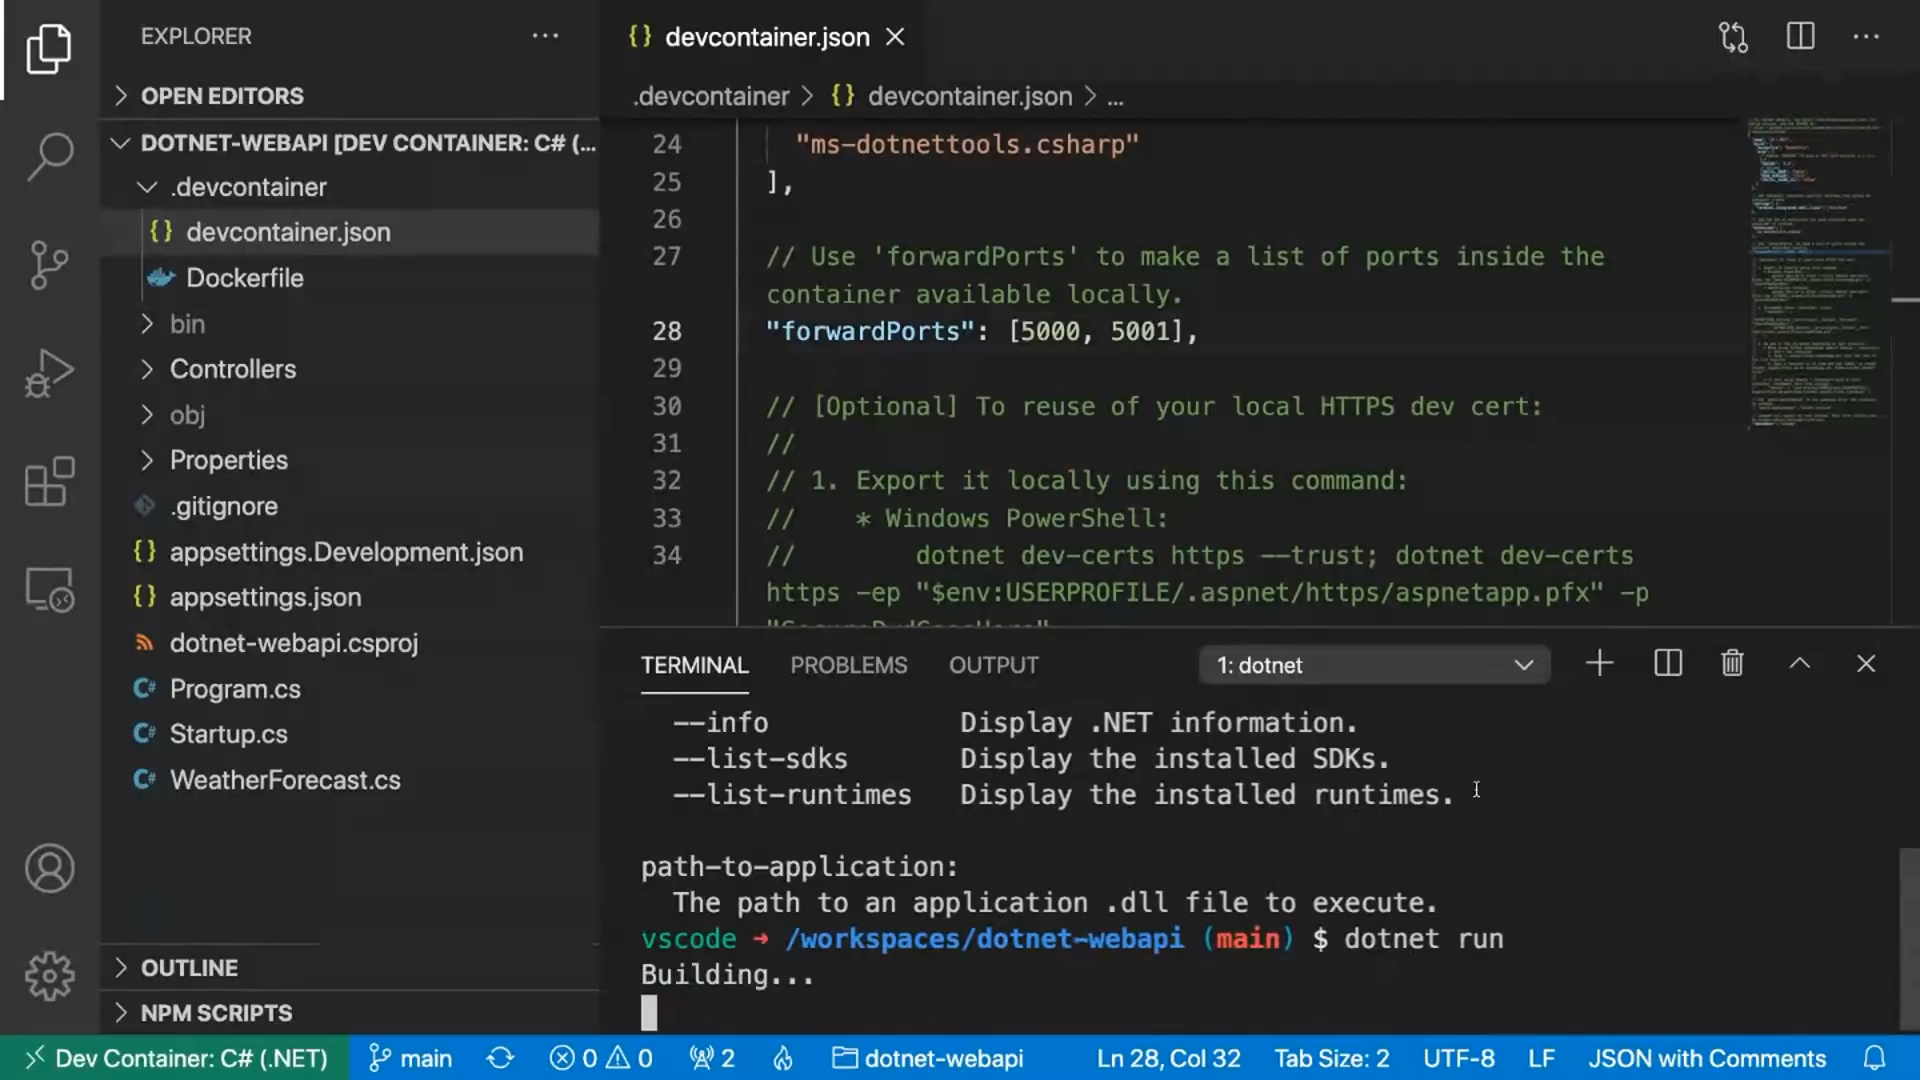 EXPLORER
OPEN EDITORS
DOTNET-WEBAPI [DEV CONTAINER: C# (...
.devcontainer
{} devcontainer.json
Dockerfile
bin
Controllers
obj
Properties
.gitignore
{} appsettings.Development.json
{} appsettings.json
dotnet-webapi.csproj
C# Program.cs
C# Startup.cs
C# WeatherForecast.cs
OUTLINE
NPM SCRIPTS
{} devcontainer.json
.devcontainer > {} devcontainer.json > ...
24 "ms-dotnettools.csharp"
25 ],
26
27 // Use 'forwardPorts' to make a list of ports inside the
container available locally.
28 "forwardPorts": [5000, 5001],
29
30 // [Optional] To reuse of your local HTTPS dev cert:
31 //
32 // 1. Export it locally using this command:
33 //    * Windows PowerShell:
34 //        dotnet dev-certs https --trust; dotnet dev-certs
https -ep "$env:USERPROFILE/.aspnet/https/aspnetapp.pfx" -p
TERMINAL PROBLEMS OUTPUT 1: dotnet
--info Display .NET information.
--list-sdks Display the installed SDKs.
--list-runtimes Display the installed runtimes.
path-to-application:
The path to an application .dll file to execute.
vscode → /workspaces/dotnet-webapi (main) $ dotnet run
Building...
Dev Container: C# (.NET) main 0 0 2 dotnet-webapi Ln 28, Col 32 Tab Size: 2 UTF-8 LF JSON with Comments